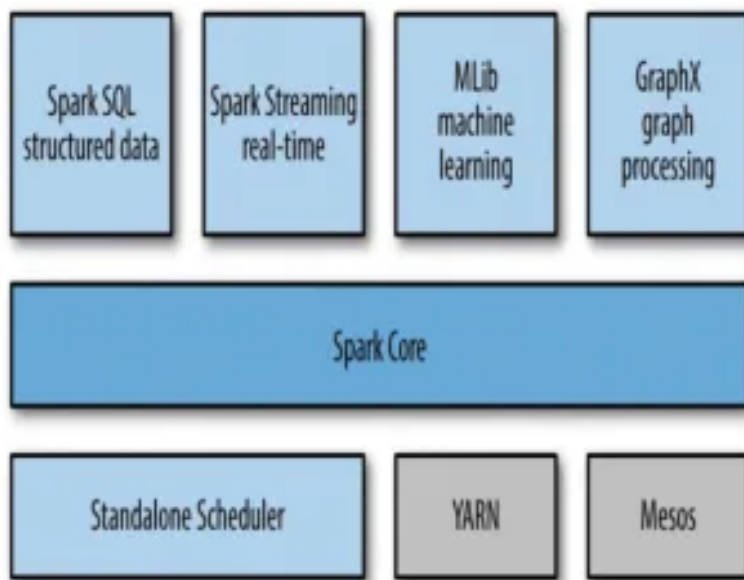 Spark SQL
structured data
Spark Streaming
real-time
MLib
machine
learning
GraphX
graph
processing
Spark Core
Standalone Scheduler
YARN
Mesos